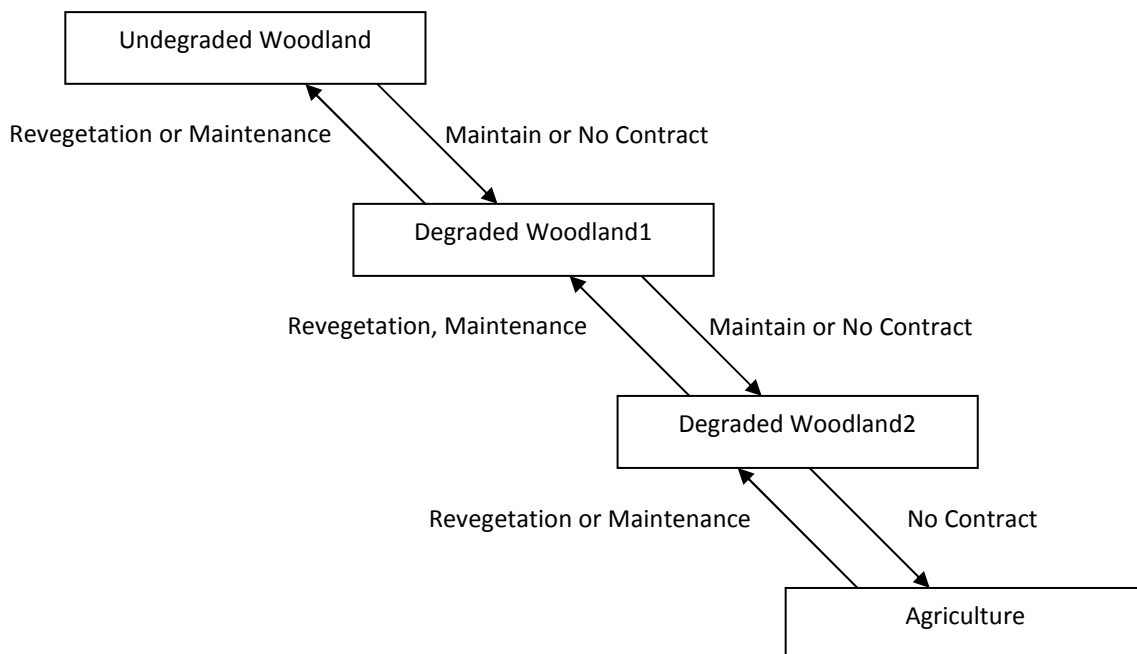 Undegraded Woodland
Revegetation or Maintenance
Maintain or No Contract
Degraded Woodland1
Revegetation, Maintenance
Maintain or No Contract
Degraded Woodland2
Revegetation or Maintenance
No Contract
Agriculture